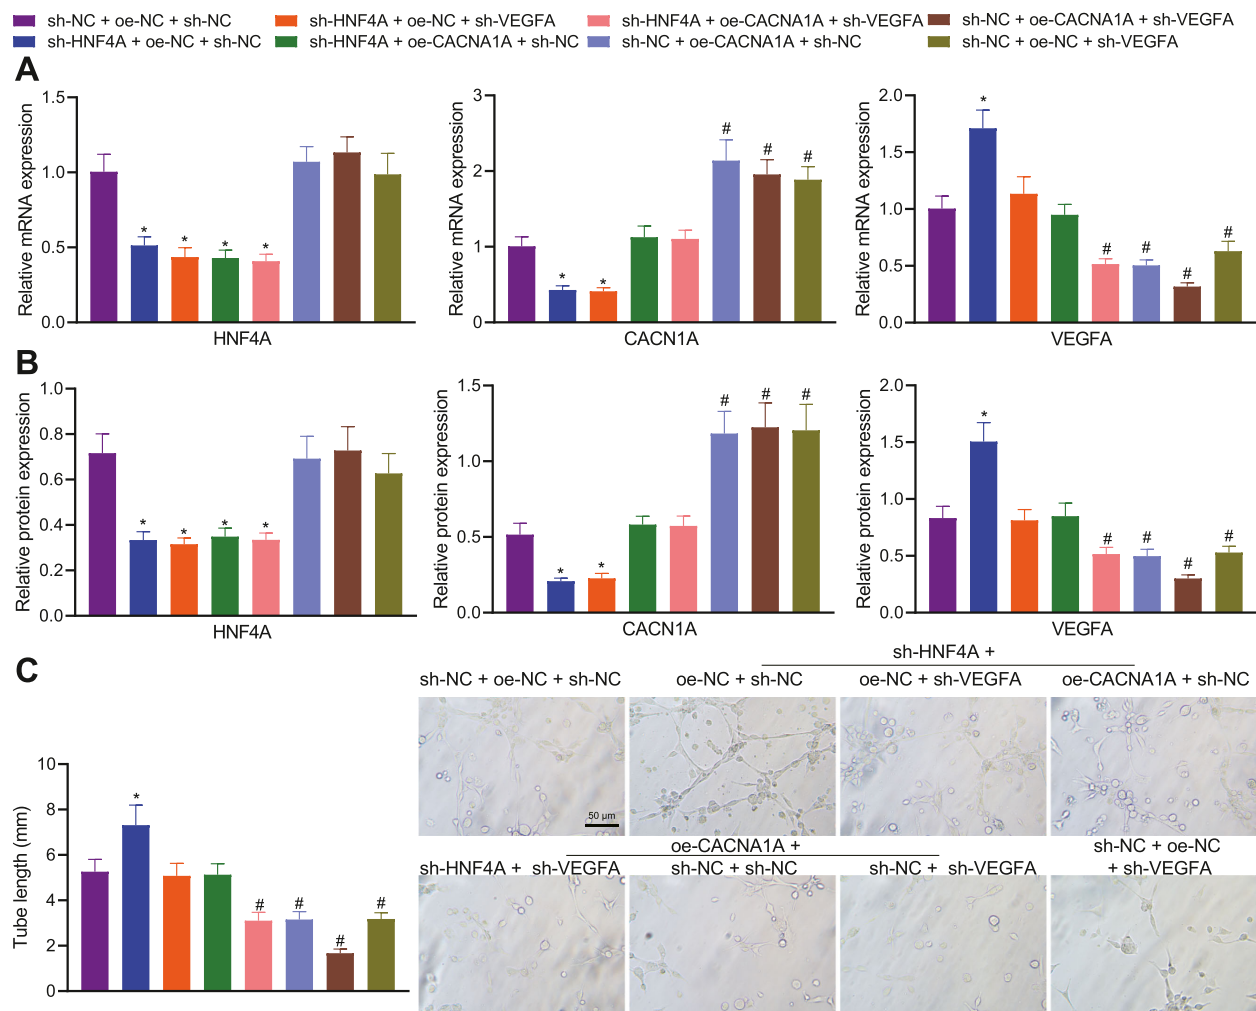 sh-NC + oe-NC + sh-NC
sh-HNF4A + oe-NC + sh-VEGFA
sh-HNF4A + oe-CACNA1A + sh-VEGFA
sh-NC + oe-CACNA1A + sh-VEGFA
sh-HNF4A + oe-NC + sh-NC
sh-HNF4A + oe-CACNA1A + sh-NC
sh-NC + oe-CACNA1A + sh-NC
sh-NC + oe-NC + sh-VEGFA
A
Relative mRNA expression
1.5
1.0
0.5
0.0
* * * *
HNF4A
Relative mRNA expression
3
2
1
0
* * # # #
CACN1A
Relative mRNA expression
2.0
1.5
1.0
0.5
0.0
* # # # #
VEGFA
B
Relative protein expression
1.0
0.8
0.6
0.4
0.2
0.0
* * * *
HNF4A
Relative protein expression
1.5
1.0
0.5
0.0
* * # # #
CACN1A
Relative protein expression
2.0
1.5
1.0
0.5
0.0
* # # # #
VEGFA
C
Tube length (mm)
10
8
6
4
2
0
* # # # #
sh-HNF4A +
sh-NC + oe-NC + sh-NC
oe-NC + sh-NC
oe-NC + sh-VEGFA
oe-CACNA1A + sh-NC
50 μm
oe-CACNA1A +
sh-HNF4A + sh-VEGFA
sh-NC + sh-NC
sh-NC + sh-VEGFA
sh-NC + oe-NC
+ sh-VEGFA